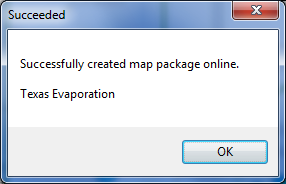 Succeeded
Successfully created map package online.
Texas Evaporation
OK